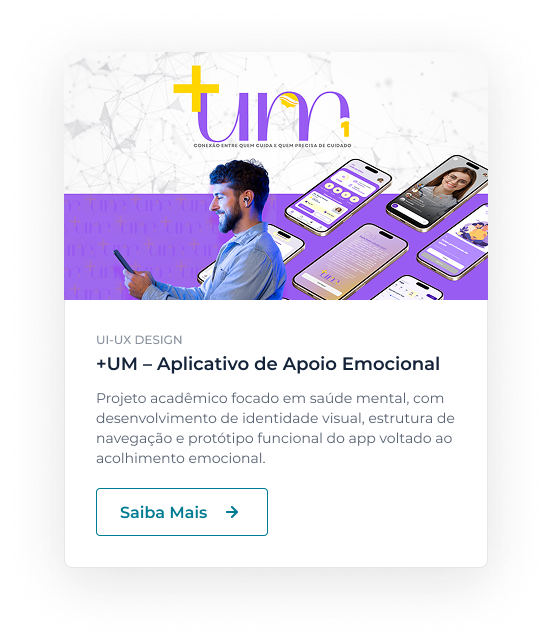 +um
1
CONEXÃO ENTRE QUEM CUIDA E QUEM PRECISA DE CUIDADO
UI-UX DESIGN
+UM – Aplicativo de Apoio Emocional
Projeto acadêmico focado em saúde mental, com
desenvolvimento de identidade visual, estrutura de
navegação e protótipo funcional do app voltado ao
acolhimento emocional.
Saiba Mais →